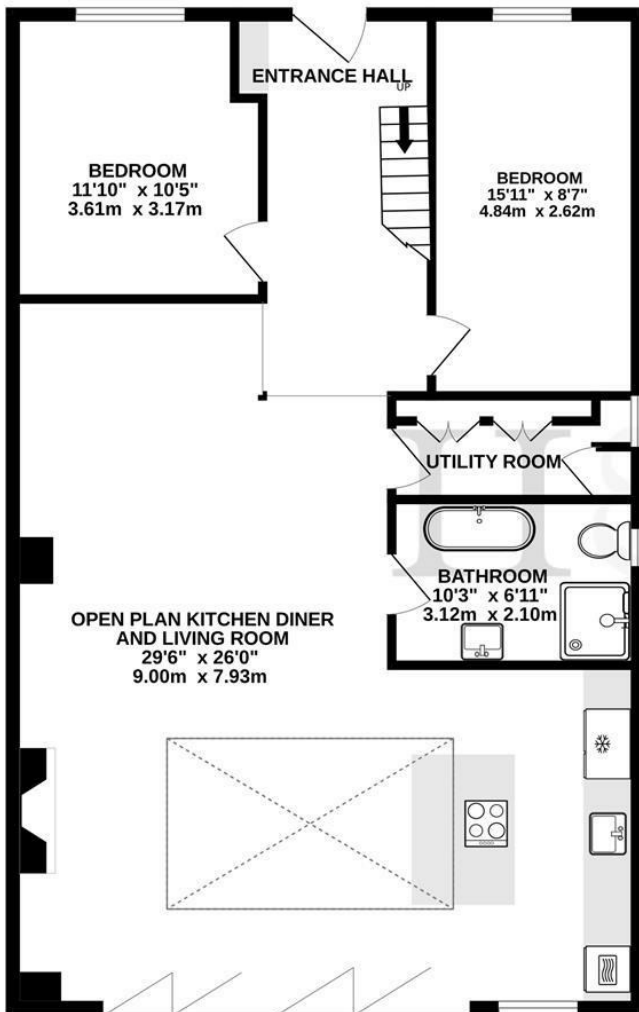 ENTRANCE HALL
UP
BEDROOM
11'10" x 10'5"
3.61m x 3.17m
BEDROOM
15'11" x 8'7"
4.84m x 2.62m
UTILITY ROOM
BATHROOM
10'3" x 6'11"
3.12m x 2.10m
OPEN PLAN KITCHEN DINER
AND LIVING ROOM
29'6" x 26'0"
9.00m x 7.93m